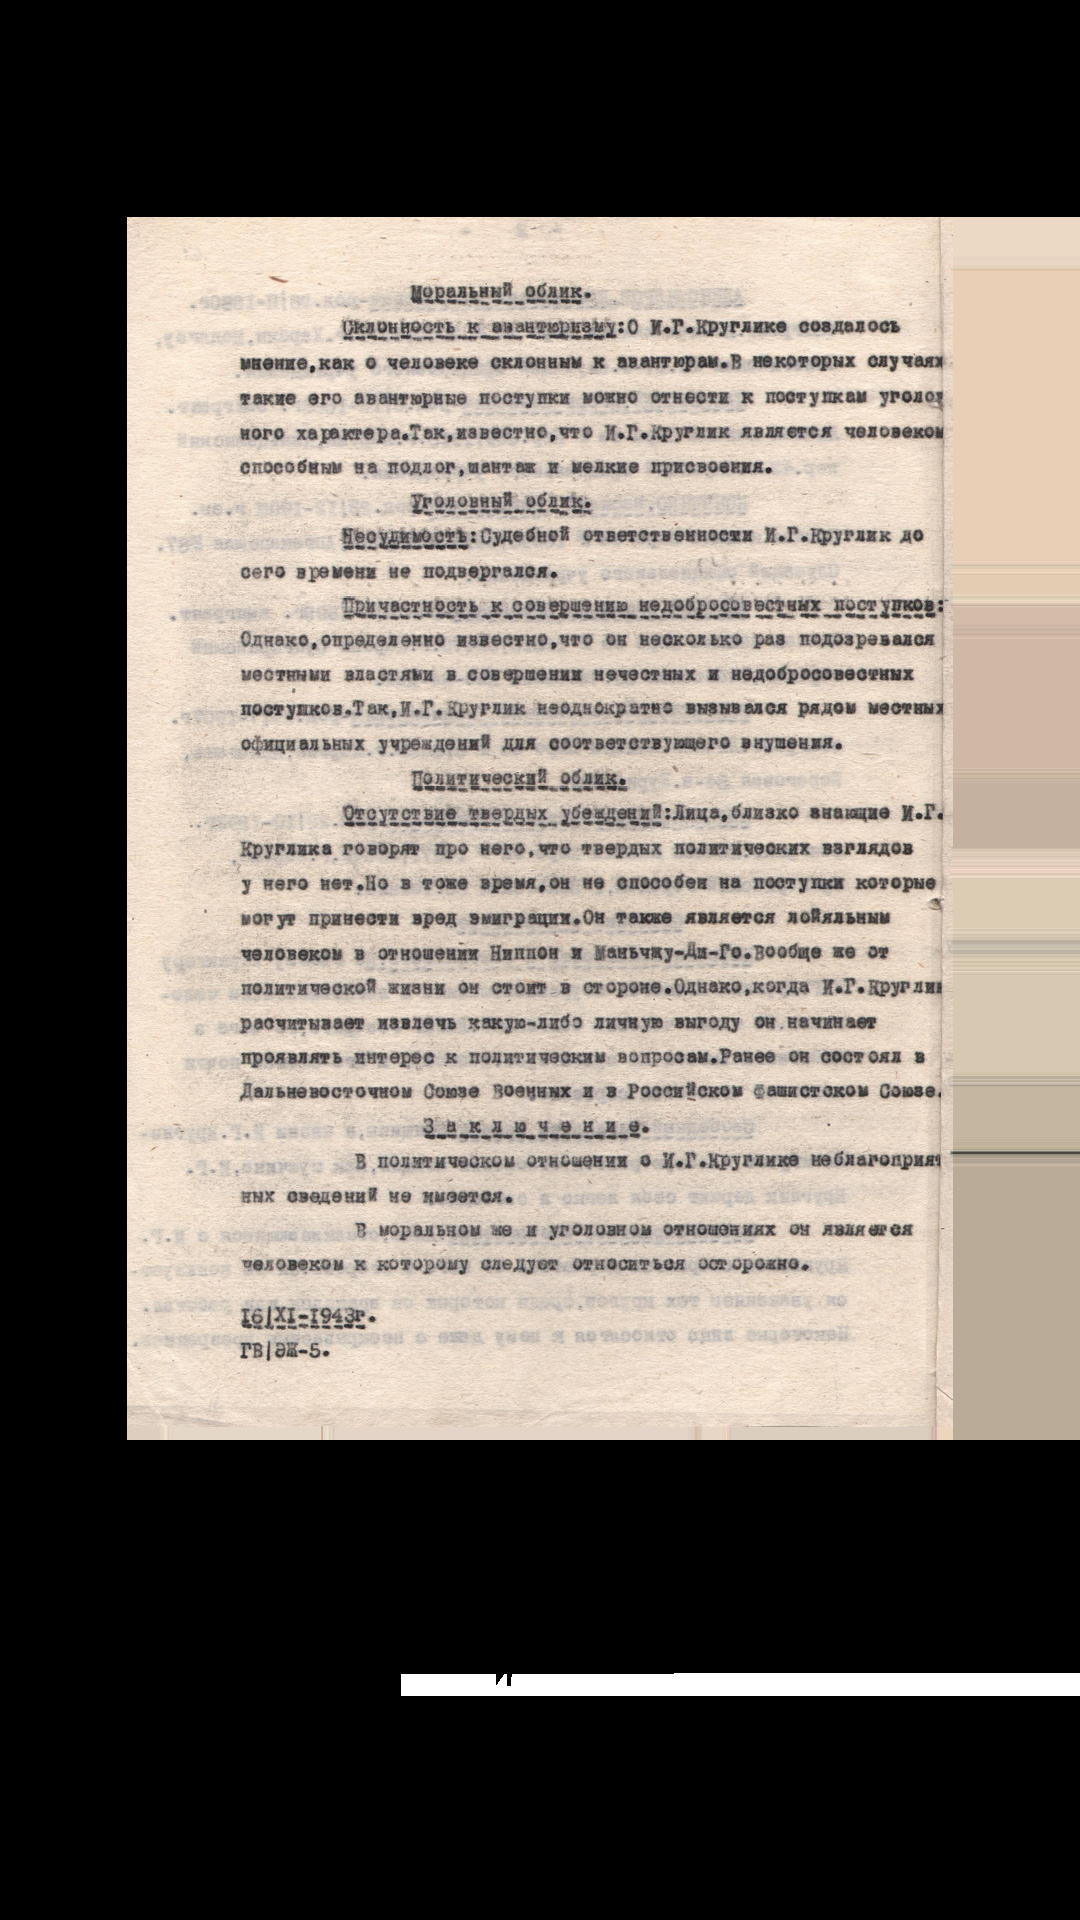 Моральный облик.
Склонность к авантюризму:О И.Г.Круглике создалось
мнение,как о человеке склонным к авантюрам.В некоторых случаях
такие его авантюрные поступки можно отнести к поступкам уголов
ного характера.Так,известно,что И.Г.Круглик является человеком
способным на подлог,шантаж и мелкие присвоения.
Уголовный облик.
Несудимость:Судебной ответственности И.Г.Круглик до
сего времени не подвергался.
Причастность к совершению недобросовестных поступков:
Однако,определенно известно,что он несколько раз подозревался
местными властями в совершении нечестных и недобросовестных
поступков.Так,И.Г.Круглик неоднократно вызывался рядом местных
официальных учреждений для соответствующего внушения.
Политический облик.
Отсутствие твердых убеждений:Лица,близко знающие И.Г.
Круглика говорят про него,что твердых политических взглядов
у него нет.Но в тоже время,он не способен на поступки которые
могут принести вред эмиграции.Он также является лойяльным
человеком в отношении Ниппон и Маньчжу-Ди-Го.Вообще же от
политической жизни он стоит в стороне.Однако,когда И.Г.Круглик
расчитывает извлечь какую-либо личную выгоду он начинает
проявлять интерес к политическим вопросам.Ранее он состоял в
Дальневосточном Союзе Военных и в Российском Фашистском Союзе.
З а к л ю ч е н и е.
В политическом отношении о И.Г.Круглике неблагоприят
ных сведений не имеется.
В моральном же и уголовном отношениях он является
человеком к которому следует относиться осторожно.
16/XI-1943г.
ГВ/ЭЖ-5.